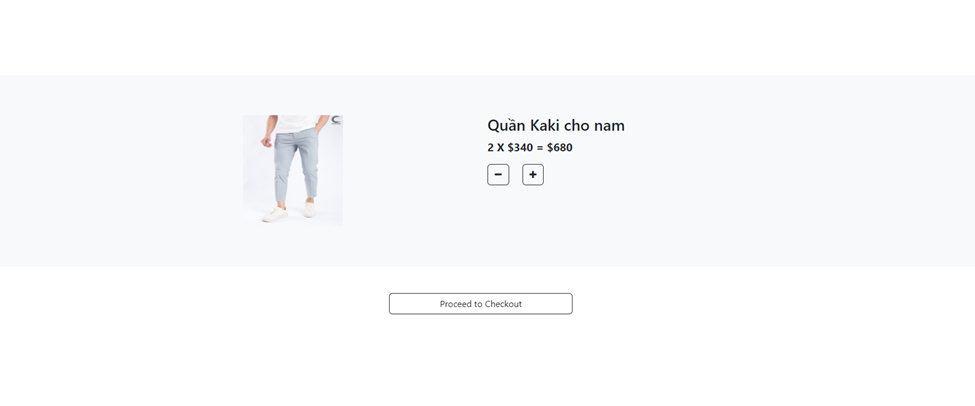 Quần Kaki cho nam
2 X $340 = $680
Proceed to Checkout